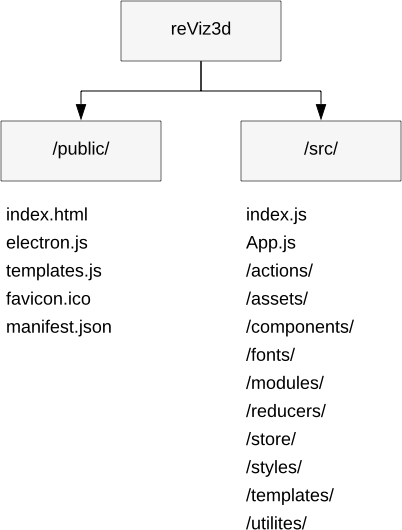 reViz3d
/public/
/src/
index.html
electron.js
templates.js
favicon.ico
manifest.json
index.js
App.js
/actions/
/assets/
/components/
/fonts/
/modules/
/reducers/
/store/
/styles/
/templates/
/utilites/